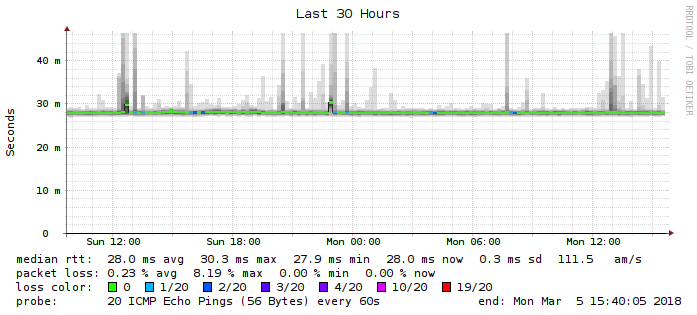 Last 30 Hours
RRDTOOL / TOBI OETIKER
Seconds
40 m
30 m
20 m
10 m
0
Sun 12:00 Sun 18:00 Mon 00:00 Mon 06:00 Mon 12:00
median rtt: 28.0 ms avg 30.3 ms max 27.9 ms min 28.0 ms now 0.3 ms sd 111.5 am/s
packet loss: 0.23 % avg 8.19 % max 0.00 % min 0.00 % now
loss color: 0 1/20 2/20 3/20 4/20 10/20 19/20
probe: 20 ICMP Echo Pings (56 Bytes) every 60s end: Mon Mar 5 15:40:05 2018